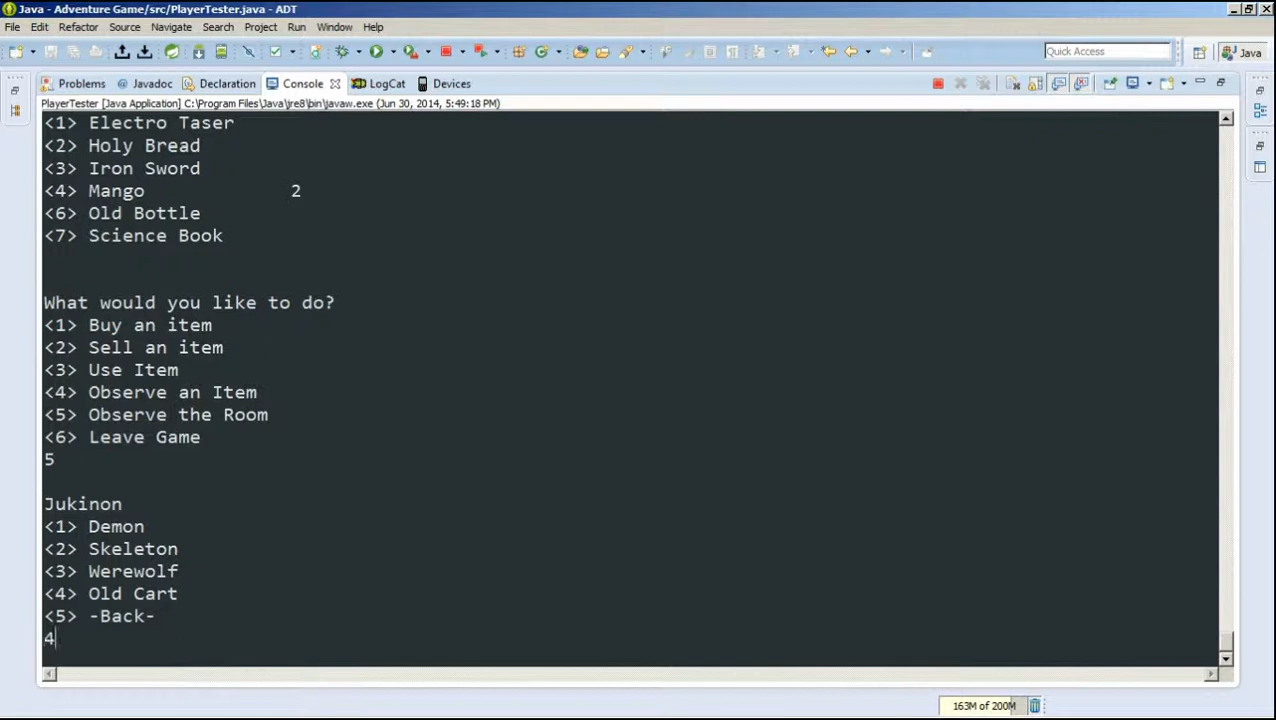 Java - Adventure Game/src/PlayerTester.java - ADT
File Edit Refactor Source Navigate Search Project Run Window Help
Quick Access
Java
Problems @ Javadoc Declaration Console LogCat Devices
PlayerTester [Java Application] C:\Program Files\Java\jre8\bin\javaw.exe (Jun 30, 2014, 5:49:18 PM)
<1> Electro Taser
<2> Holy Bread
<3> Iron Sword
<4> Mango 2
<6> Old Bottle
<7> Science Book
What would you like to do?
<1> Buy an item
<2> Sell an item
<3> Use Item
<4> Observe an Item
<5> Observe the Room
<6> Leave Game
5
Jukinon
<1> Demon
<2> Skeleton
<3> Werewolf
<4> Old Cart
<5> -Back-
4
163M of 200M